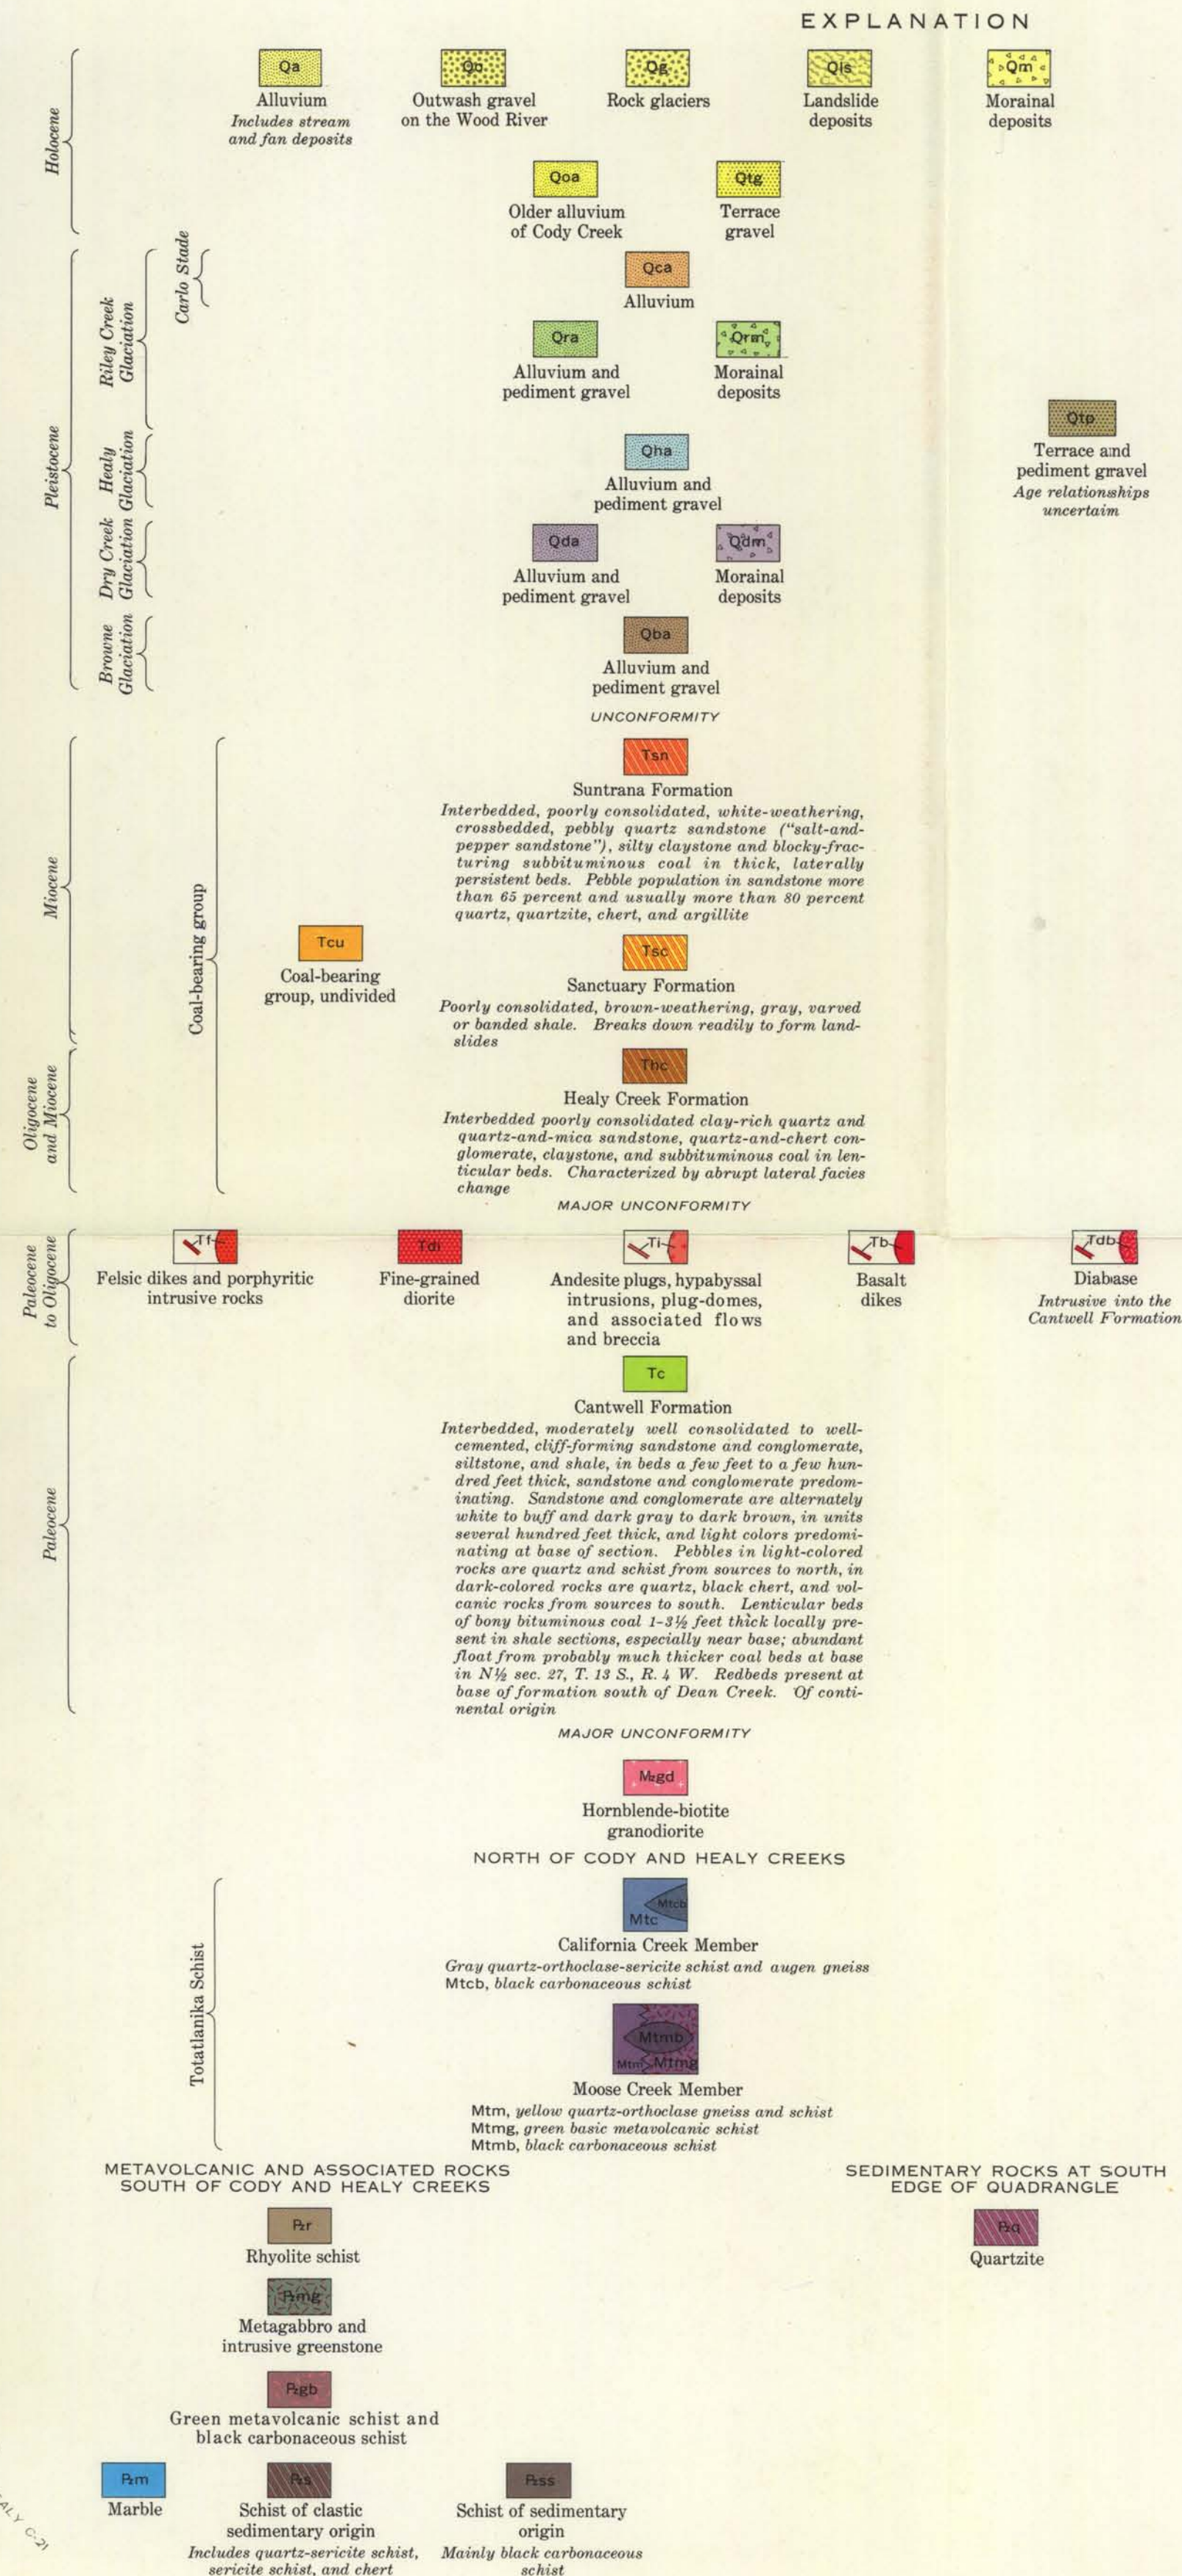 EXPLANATION
Holocene
Qa
Alluvium
Includes stream
and fan deposits
Qo
Outwash gravel
on the Wood River
Qg
Rock glaciers
Qls
Landslide
deposits
Qm
Morainal
deposits
Qoa
Older alluvium
of Cody Creek
Qtg
Terrace
gravel
Pleistocene
Riley Creek
Glaciation
Carlo Stade
Qca
Alluvium
Qra
Alluvium and
pediment gravel
Qrm
Morainal
deposits
Qtp
Terrace and
pediment gravel
Age relationships
uncertain
Healy
Glaciation
Qha
Alluvium and
pediment gravel
Dry Creek
Glaciation
Qda
Alluvium and
pediment gravel
Qdm
Morainal
deposits
Browne
Glaciation
Qba
Alluvium and
pediment gravel
UNCONFORMITY
Miocene
Coal-bearing group
Tsn
Suntrana Formation
Interbedded, poorly consolidated, white-weathering,
crossbedded, pebbly quartz sandstone (“salt-and-
pepper sandstone”), silty claystone and blocky-frac-
turing subbituminous coal in thick, laterally
persistent beds. Pebble population in sandstone more
than 65 percent and usually more than 80 percent
quartz, quartzite, chert, and argillite
Tcu
Coal-bearing
group, undivided
Tsc
Sanctuary Formation
Poorly consolidated, brown-weathering, gray, varved
or banded shale. Breaks down readily to form land-
slides
Oligocene
and Miocene
Thc
Healy Creek Formation
Interbedded poorly consolidated clay-rich quartz and
quartz-and-mica sandstone, quartz-and-chert con-
glomerate, claystone, and subbituminous coal in len-
ticular beds. Characterized by abrupt lateral facies
change
MAJOR UNCONFORMITY
Paleocene
to Oligocene
Tf
Felsic dikes and porphyritic
intrusive rocks
Tdi
Fine-grained
diorite
Ti
Andesite plugs, hypabyssal
intrusions, plug-domes,
and associated flows
and breccia
Tb
Basalt
dikes
Tdb
Diabase
Intrusive into the
Cantwell Formation
Paleocene
Tc
Cantwell Formation
Interbedded, moderately well consolidated to well-
cemented, cliff-forming sandstone and conglomerate,
siltstone, and shale, in beds a few feet to a few hun-
dred feet thick, sandstone and conglomerate predom-
inating. Sandstone and conglomerate are alternately
white to buff and dark gray to dark brown, in units
several hundred feet thick, and light colors predomi-
nating at base of section. Pebbles in light-colored
rocks are quartz and schist from sources to north, in
dark-colored rocks are quartz, black chert, and vol-
canic rocks from sources to south. Lenticular beds
of bony bituminous coal 1-3½ feet thick locally pre-
sent in shale sections, especially near base; abundant
float from probably much thicker coal beds at base
in N½ sec. 27, T. 13 S., R. 4 W. Redbeds present at
base of formation south of Dean Creek. Of conti-
nental origin
MAJOR UNCONFORMITY
Mzgd
Hornblende-biotite
granodiorite
NORTH OF CODY AND HEALY CREEKS
Totatlanika Schist
Mtcb
Mtc
California Creek Member
Gray quartz-orthoclase-sericite schist and augen gneiss
Mtcb, black carbonaceous schist
Mtmb
Mtm Mtmg
Moose Creek Member
Mtm, yellow quartz-orthoclase gneiss and schist
Mtmg, green basic metavolcanic schist
Mtmb, black carbonaceous schist
METAVOLCANIC AND ASSOCIATED ROCKS
SOUTH OF CODY AND HEALY CREEKS
SEDIMENTARY ROCKS AT SOUTH
EDGE OF QUADRANGLE
Pzr
Rhyolite schist
Pzq
Quartzite
Pzmg
Metagabbro and
intrusive greenstone
Pzgb
Green metavolcanic schist and
black carbonaceous schist
Pzm
Marble
Pzs
Schist of clastic
sedimentary origin
Includes quartz-sericite schist,
sericite schist, and chert
Pzss
Schist of sedimentary
origin
Mainly black carbonaceous
schist